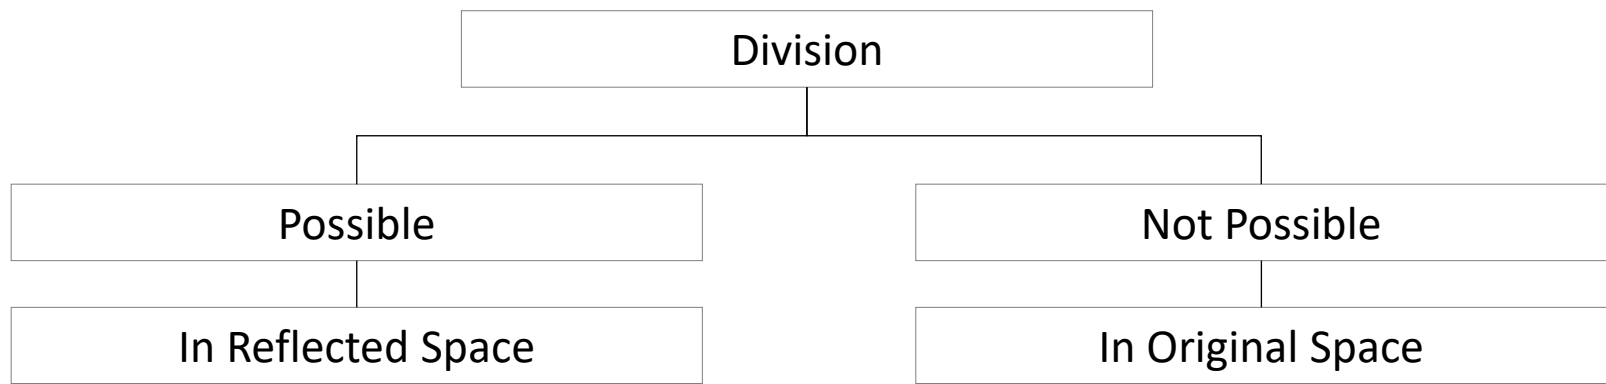 Division
Possible
Not Possible
In Reflected Space
In Original Space